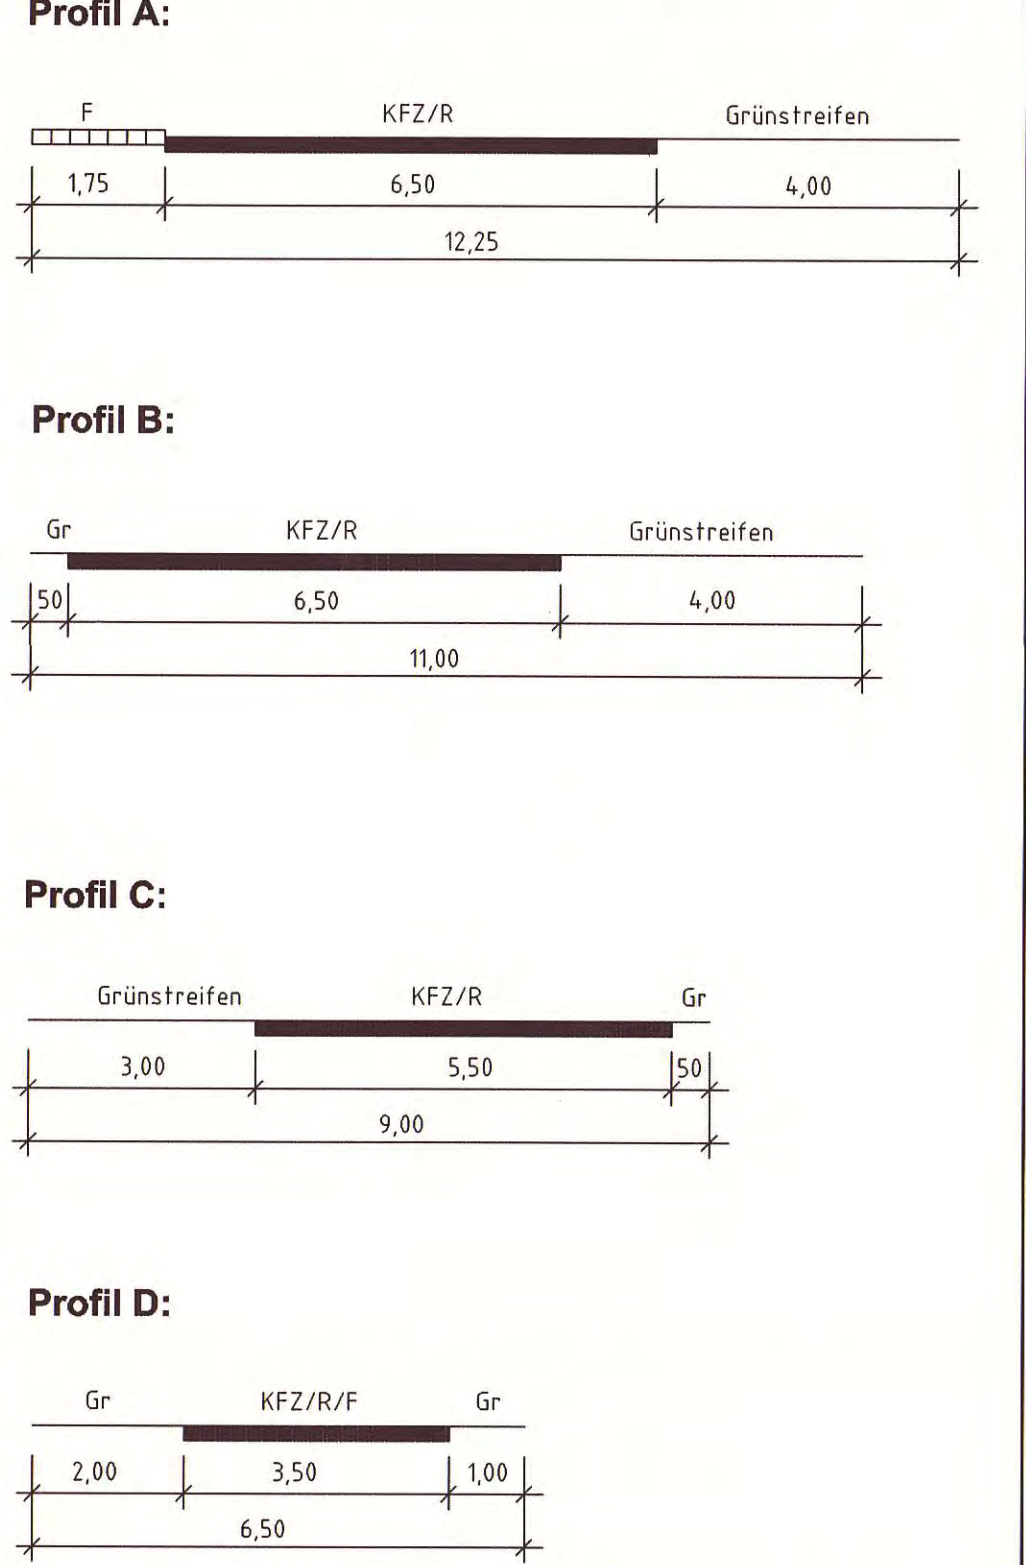 Profil A:
F KFZ/R Grünstreifen
1,75 6,50 4,00
12,25
Profil B:
Gr KFZ/R Grünstreifen
50 6,50 4,00
11,00
Profil C:
Grünstreifen KFZ/R Gr
3,00 5,50 50
9,00
Profil D:
Gr KFZ/R/F Gr
2,00 3,50 1,00
6,50